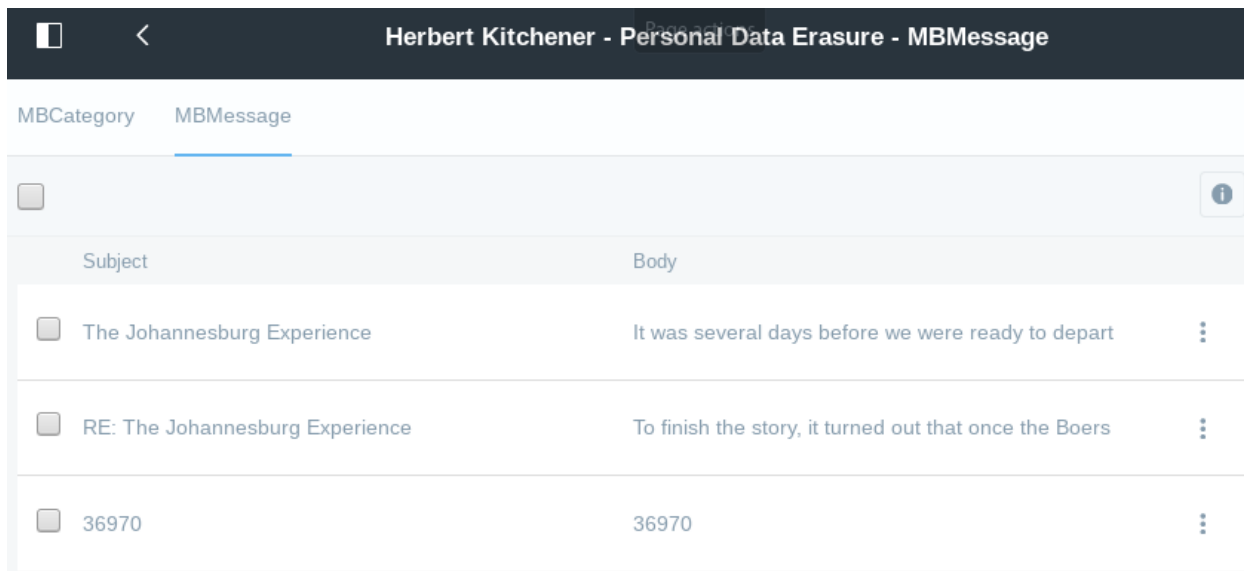 Herbert Kitchener - Personal Data Erasure - MBMessage
Page actions
MBCategory MBMessage
Subject Body
The Johannesburg Experience It was several days before we were ready to depart
RE: The Johannesburg Experience To finish the story, it turned out that once the Boers
36970 36970